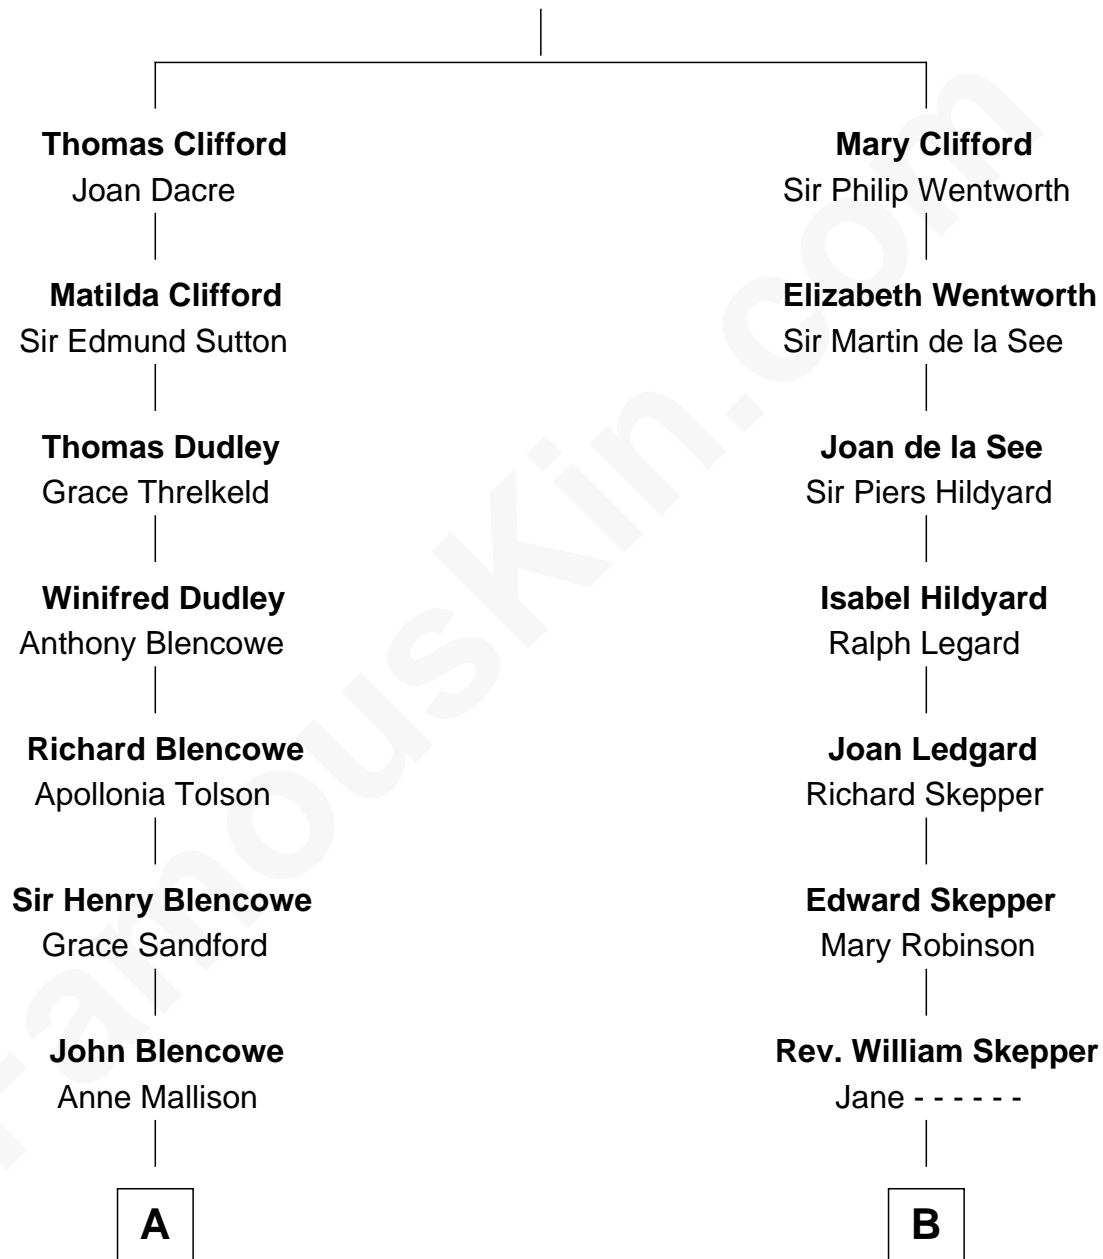 Thomas Clifford
Joan Dacre
Matilda Clifford
Sir Edmund Sutton
Thomas Dudley
Grace Threlkeld
Winifred Dudley
Anthony Blencowe
Richard Blencowe
Apollonia Tolson
Sir Henry Blencowe
Grace Sandford
John Blencowe
Anne Mallison
A
Mary Clifford
Sir Philip Wentworth
Elizabeth Wentworth
Sir Martin de la See
Joan de la See
Sir Piers Hildyard
Isabel Hildyard
Ralph Legard
Joan Ledgard
Richard Skepper
Edward Skepper
Mary Robinson
Rev. William Skepper
Jane - - - - - -
B
FamousKin.com